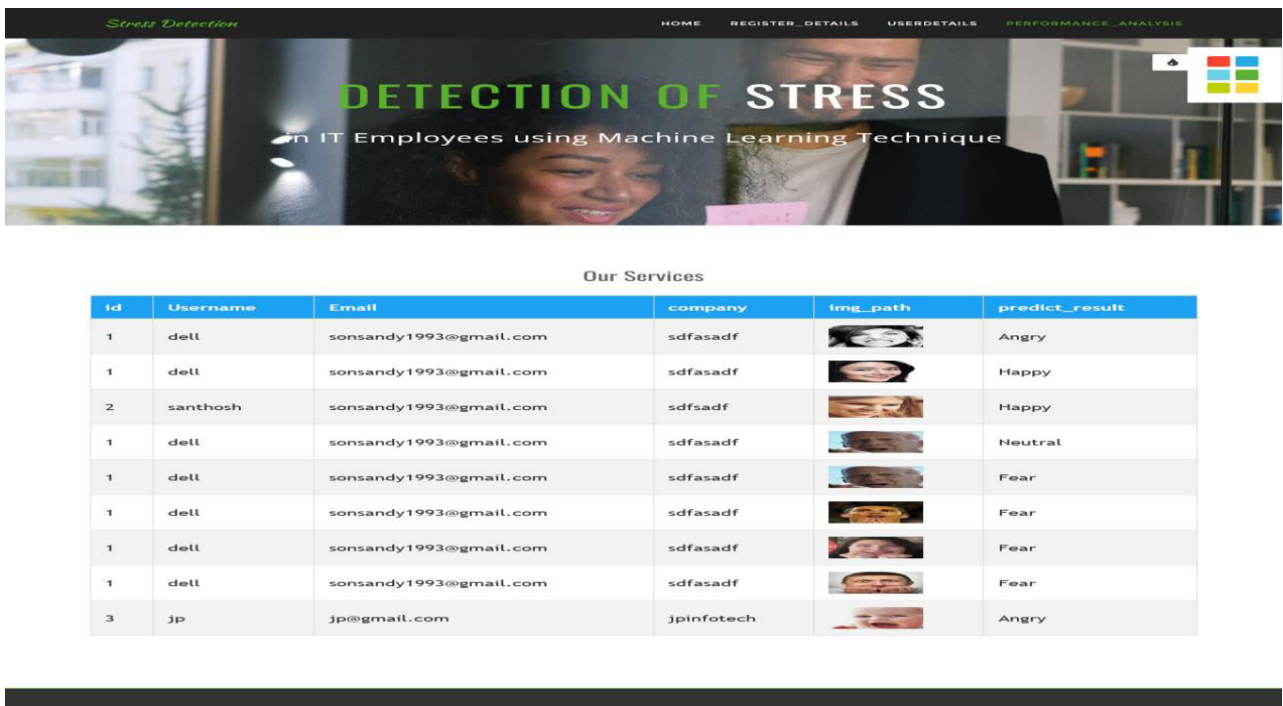 Stress Detection HOME REGISTER_DETAILS USERDETAILS PERFORMANCE_ANALYSIS
DETECTION OF STRESS
in IT Employees using Machine Learning Technique
Our Services
id Username Email company img_path predict_result
1 dell sonsandy1993@gmail.com sdfasadf Angry
1 dell sonsandy1993@gmail.com sdfasadf Happy
2 santhosh sonsandy1993@gmail.com sdfsadf Happy
1 dell sonsandy1993@gmail.com sdfasadf Neutral
1 dell sonsandy1993@gmail.com sdfasadf Fear
1 dell sonsandy1993@gmail.com sdfasadf Fear
1 dell sonsandy1993@gmail.com sdfasadf Fear
1 dell sonsandy1993@gmail.com sdfasadf Fear
3 jp jp@gmail.com jpinfotech Angry